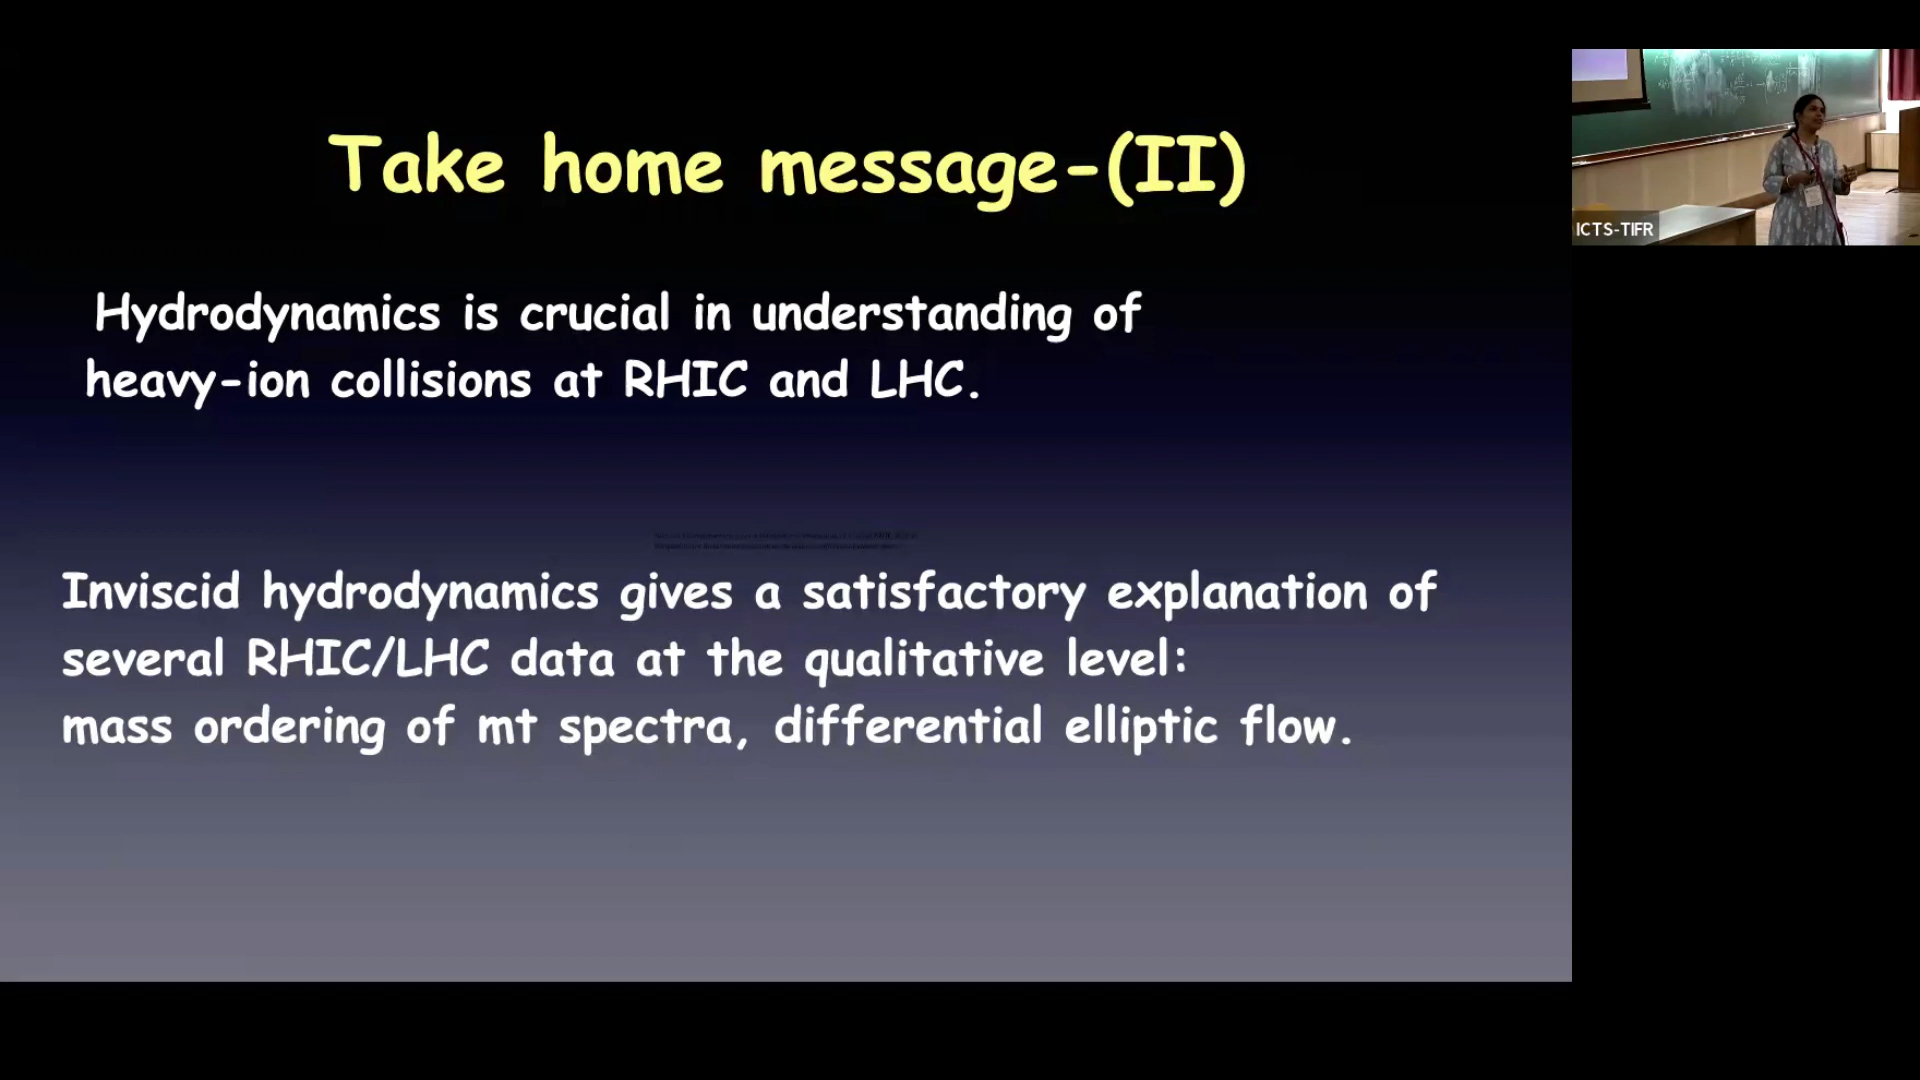 Take home message-(II)
Hydrodynamics is crucial in understanding of
heavy-ion collisions at RHIC and LHC.
Inviscid hydrodynamics gives a satisfactory explanation of
several RHIC/LHC data at the qualitative level:
mass ordering of mt spectra, differential elliptic flow.
ICTS-TIFR